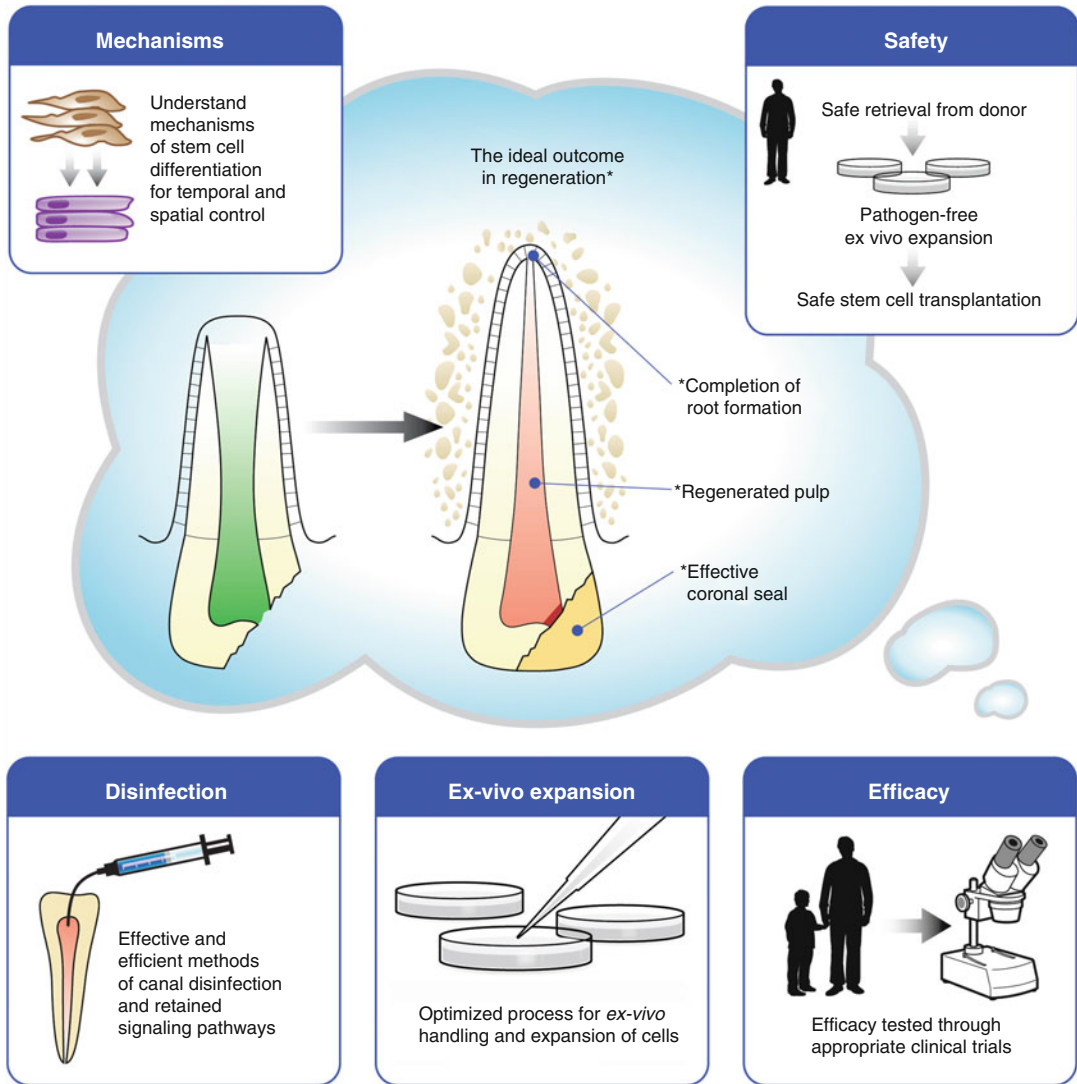 Mechanisms
Understand
mechanisms
of stem cell
differentiation
for temporal and
spatial control
Safety
Safe retrieval from donor
Pathogen-free
ex vivo expansion
Safe stem cell transplantation
The ideal outcome
in regeneration*
*Completion of
root formation
*Regenerated pulp
*Effective
coronal seal
Disinfection
Effective and
efficient methods
of canal disinfection
and retained
signaling pathways
Ex-vivo expansion
Optimized process for ex-vivo
handling and expansion of cells
Efficacy
Efficacy tested through
appropriate clinical trials